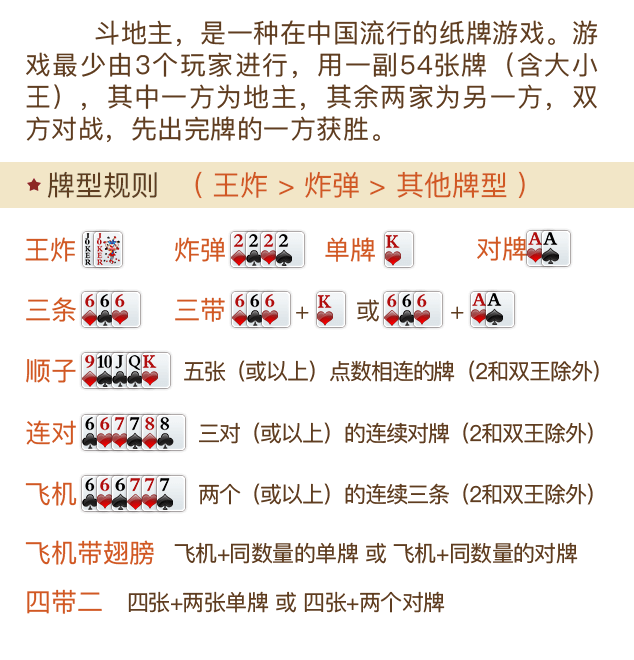 斗地主，是一种在中国流行的纸牌游戏。游
戏最少由3个玩家进行，用一副54张牌（含大小
王），其中一方为地主，其余两家为另一方，双
方对战，先出完牌的一方获胜。
★牌型规则 （ 王炸 > 炸弹 > 其他牌型 ）
王炸 JOKER JOKER 炸弹 2 2 2 2 单牌 K 对牌 A A
三条 6 6 6 三带 6 6 6 + K 或 6 6 6 + A A
顺子 9 10 J Q K 五张（或以上）点数相连的牌（2和双王除外）
连对 6 6 7 7 8 8 三对（或以上）的连续对牌（2和双王除外）
飞机 6 6 6 7 7 7 两个（或以上）的连续三条（2和双王除外）
飞机带翅膀 飞机+同数量的单牌 或 飞机+同数量的对牌
四带二 四张+两张单牌 或 四张+两个对牌